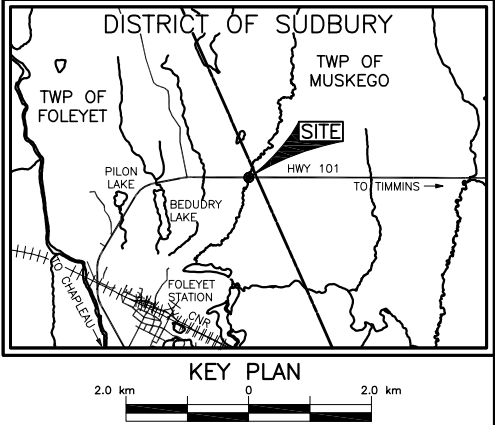 DISTRICT OF SUDBURY
TWP OF
MUSKEGO
TWP OF
FOLEYET
SITE
HWY 101
PILON
LAKE
TO TIMMINS
BEDUDRY
LAKE
TO CHAPLEAU
FOLEYET
STATION
CNR
KEY PLAN
2.0 km 0 2.0 km